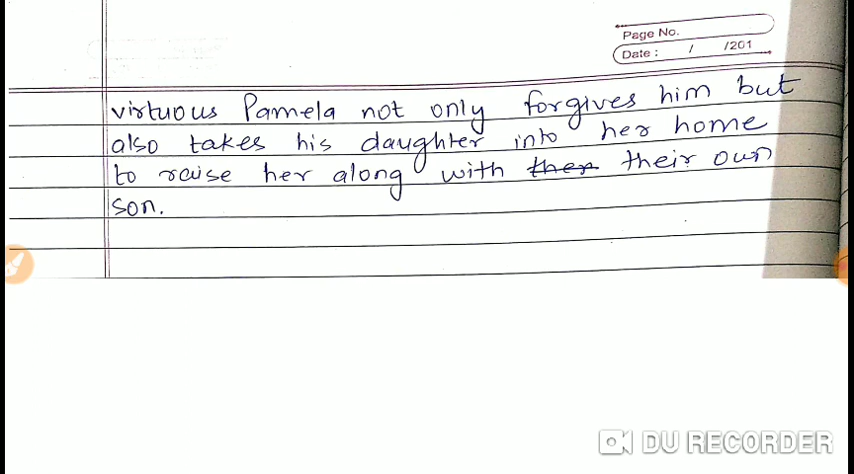 Page No.
Date : / /201
virtuous Pamela not only forgives him but
also takes his daughter into her home
to raise her along with their own
son.
DU RECORDER